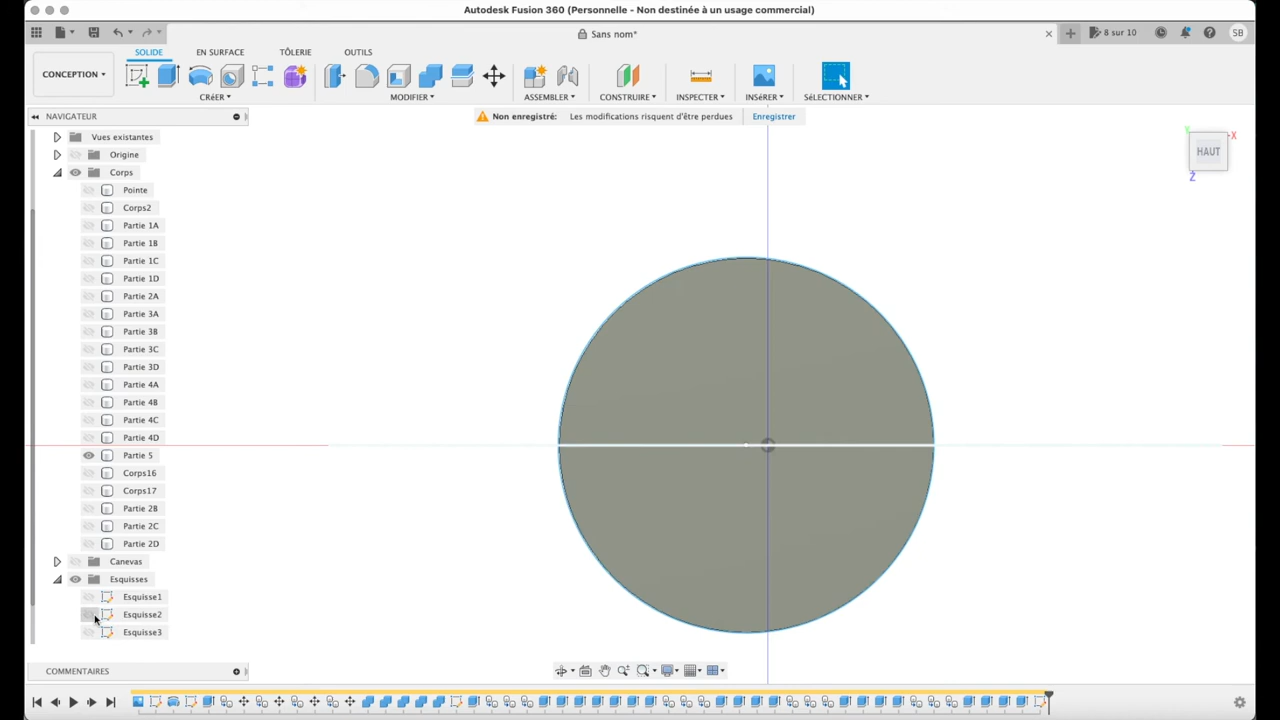 Autodesk Fusion 360 (Personnelle - Non destinée à un usage commercial)
Sans nom*
8 sur 10
SB
SOLIDE
EN SURFACE
TÔLERIE
OUTILS
CONCEPTION
CRÉER
MODIFIER
ASSEMBLER
CONSTRUIRE
INSPECTER
INSÉRER
SÉLECTIONNER
NAVIGATEUR
Non enregistré:
Les modifications risquent d'être perdues
Enregistrer
Vues existantes
Origine
Corps
Pointe
Corps2
Partie 1A
Partie 1B
Partie 1C
Partie 1D
Partie 2A
Partie 3A
Partie 3B
Partie 3C
Partie 3D
Partie 4A
Partie 4B
Partie 4C
Partie 4D
Partie 5
Corps16
Corps17
Partie 2B
Partie 2C
Partie 2D
Canevas
Esquisses
Esquisse1
Esquisse2
Esquisse3
Y
X
HAUT
Z
COMMENTAIRES